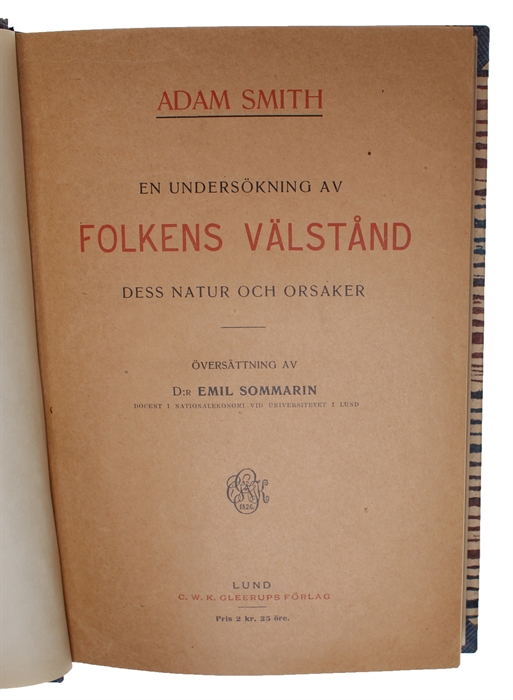 ADAM SMITH
EN UNDERSÖKNING AV
FOLKENS VÄLSTÅND
DESS NATUR OCH ORSAKER
ÖVERSÄTTNING AV
D:R EMIL SOMMARIN
DOCENT I NATIONALEKONOMI VID UNIVERSITETET I LUND
1826
LUND
C. W. K. GLEERUPS FÖRLAG
Pris 2 kr. 25 öre.